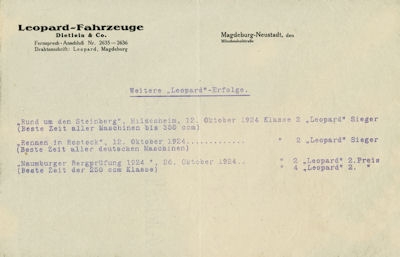 Leopard-Fahrzeuge
Dietlein & Co.
Fernsprech-Anschluß Nr. 2635—2636
Drahtanschrift: Leopard, Magdeburg
Magdeburg-Neustadt, den
Weitere „Leopard"-Erfolge.
„Rund um den Steinberg", Hildesheim, 12. Oktober 1924 Klasse 2 „Leopard" Sieger
(Beste Zeit aller Maschinen bis 350 ccm)
„Rennen in Rostock", 12. Oktober 1924............. " 2 „Leopard" Sieger
(Beste Zeit aller deutschen Maschinen)
„Naumburger Bergprüfung 1924 ", 26. Oktober 1924.. " 2 „Leopard" 2.Preis
(Beste Zeit der 250 ccm Klasse) " 4 „Leopard" 2. "